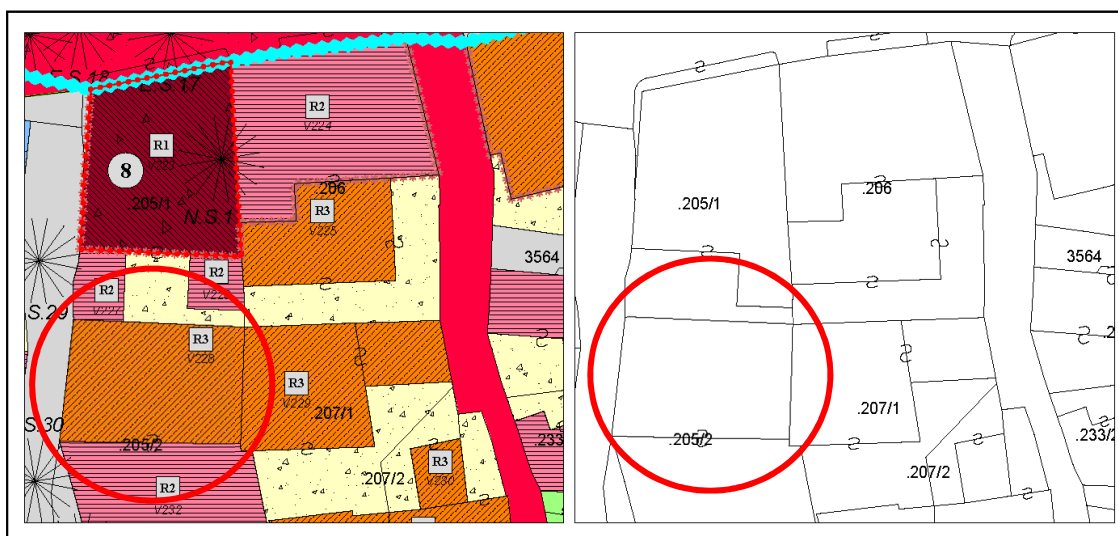 S.18
E.S.17
R2
V224
R1
8
.206
.205/1
N.S.1
R3
V225
3564
R2
R2
S.29
R3
V228
R3
V229
.207/1
S.30
.205/2
.233
R3
V230
.207/2
R2
V232
.205/1
.206
3564
.2
.207/1
.205/2
.233/2
.207/2